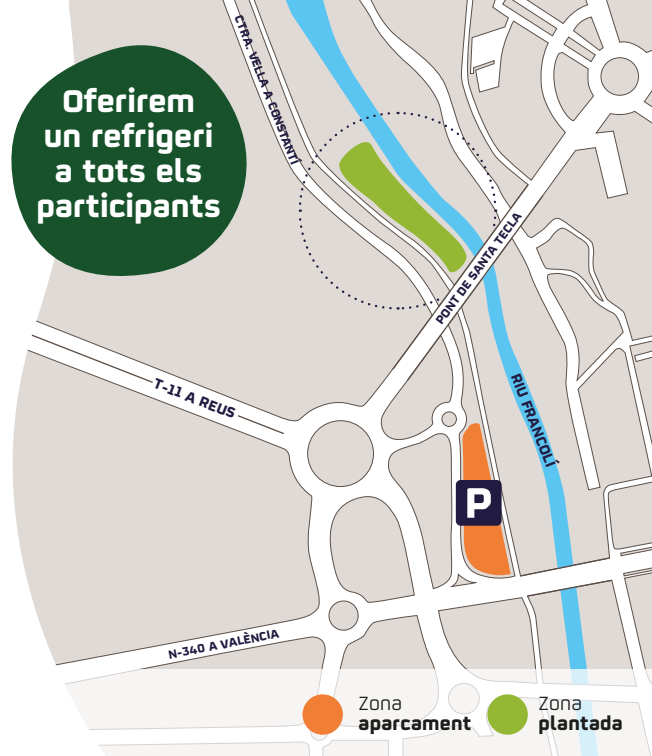 CTRA. VELLA A CONSTANTÍ
Oferirem
un refrigeri
a tots els
participants
PONT DE SANTA TECLA
T-11 A REUS
RIU FRANCOLÍ
P
N-340 A VALÈNCIA
Zona
aparcament
Zona
plantada